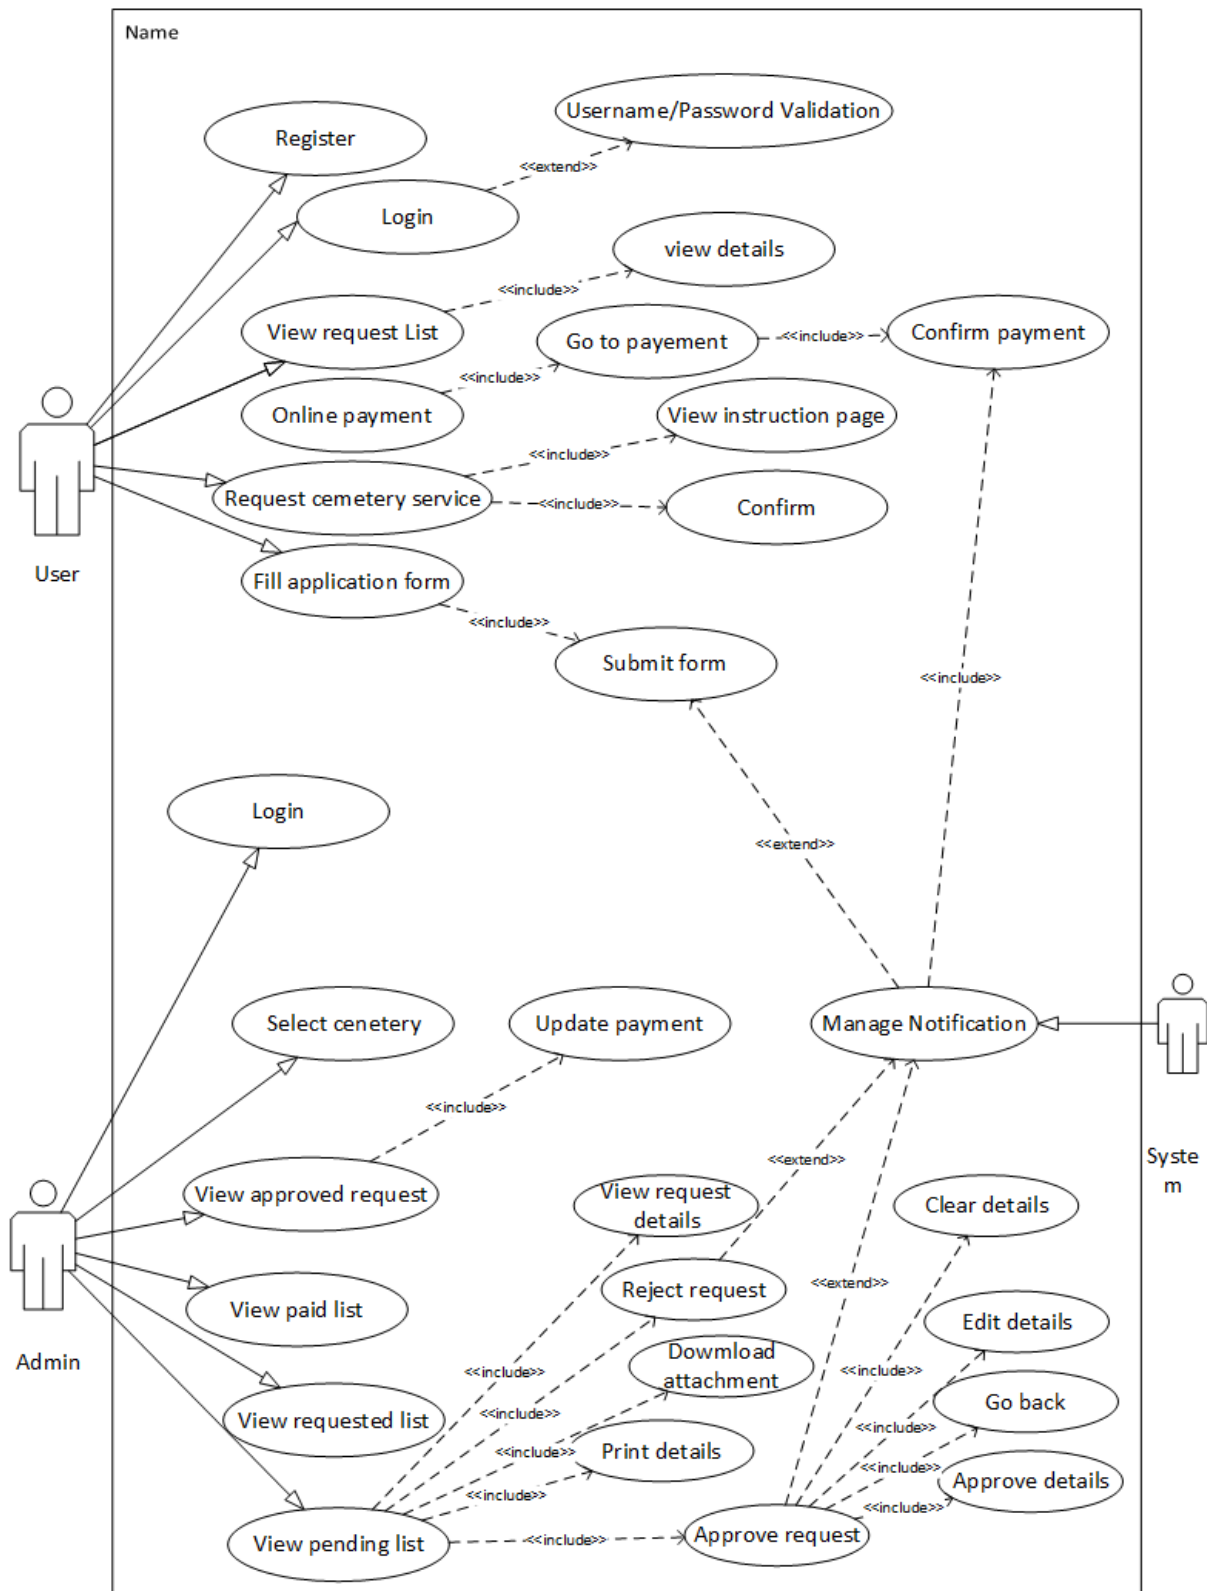 Name
Username/Password Validation
Register
<<extend>>
Login
view details
<<include>>
View request List
Go to payement
<<include>>
Confirm payment
<<include>>
Online payment
View instruction page
<<include>>
Request cemetery service
<<include>>
Confirm
User
Fill application form
<<include>>
Submit form
<<include>>
Login
<<extend>>
Select cenetery
Update payment
Manage Notification
<<include>>
Syste
m
<<extend>>
View approved request
View request
details
Clear details
Reject request
<<extend>>
View paid list
Edit details
Admin
Dowmload
attachment
<<include>>
<<include>>
Go back
View requested list
<<include>>
<<include>>
<<include>>
Print details
<<include>>
Approve details
<<include>>
<<include>>
View pending list
<<include>>
Approve request